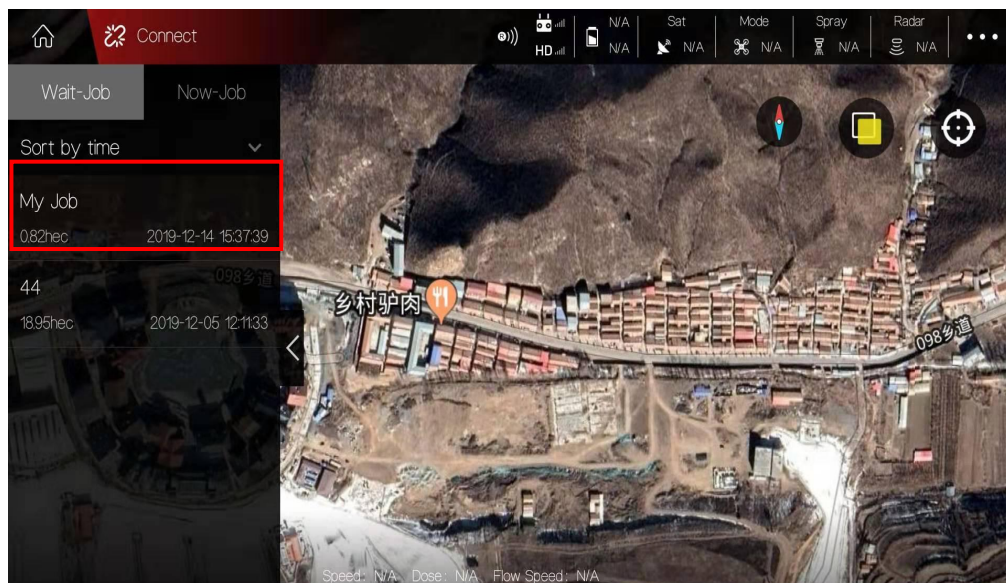 Connect
HD
N/A
N/A
Sat
N/A
Mode
N/A
Spray
N/A
Radar
N/A
Wait-Job
Now-Job
Sort by time
My Job
0.82hec
2019-12-14 15:37:39
098乡道
44
18.95hec
2019-12-05 12:11:33
乡村驴肉
098乡道
Speed: N/A Dose: N/A Flow Speed: N/A